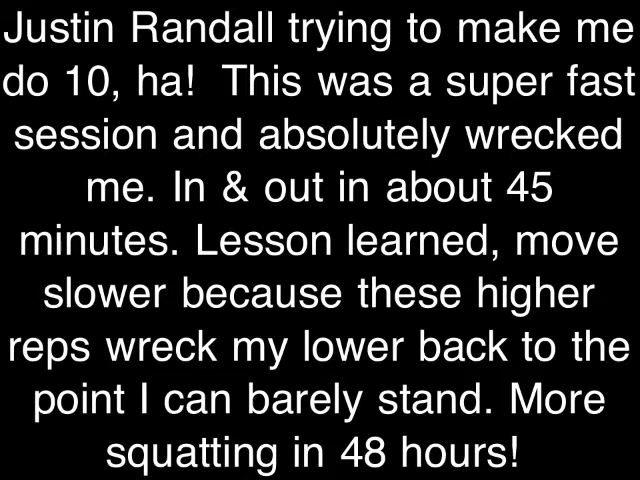 Justin Randall trying to make me
do 10, ha!  This was a super fast
session and absolutely wrecked
me. In & out in about 45
minutes. Lesson learned, move
slower because these higher
reps wreck my lower back to the
point I can barely stand. More
squatting in 48 hours!